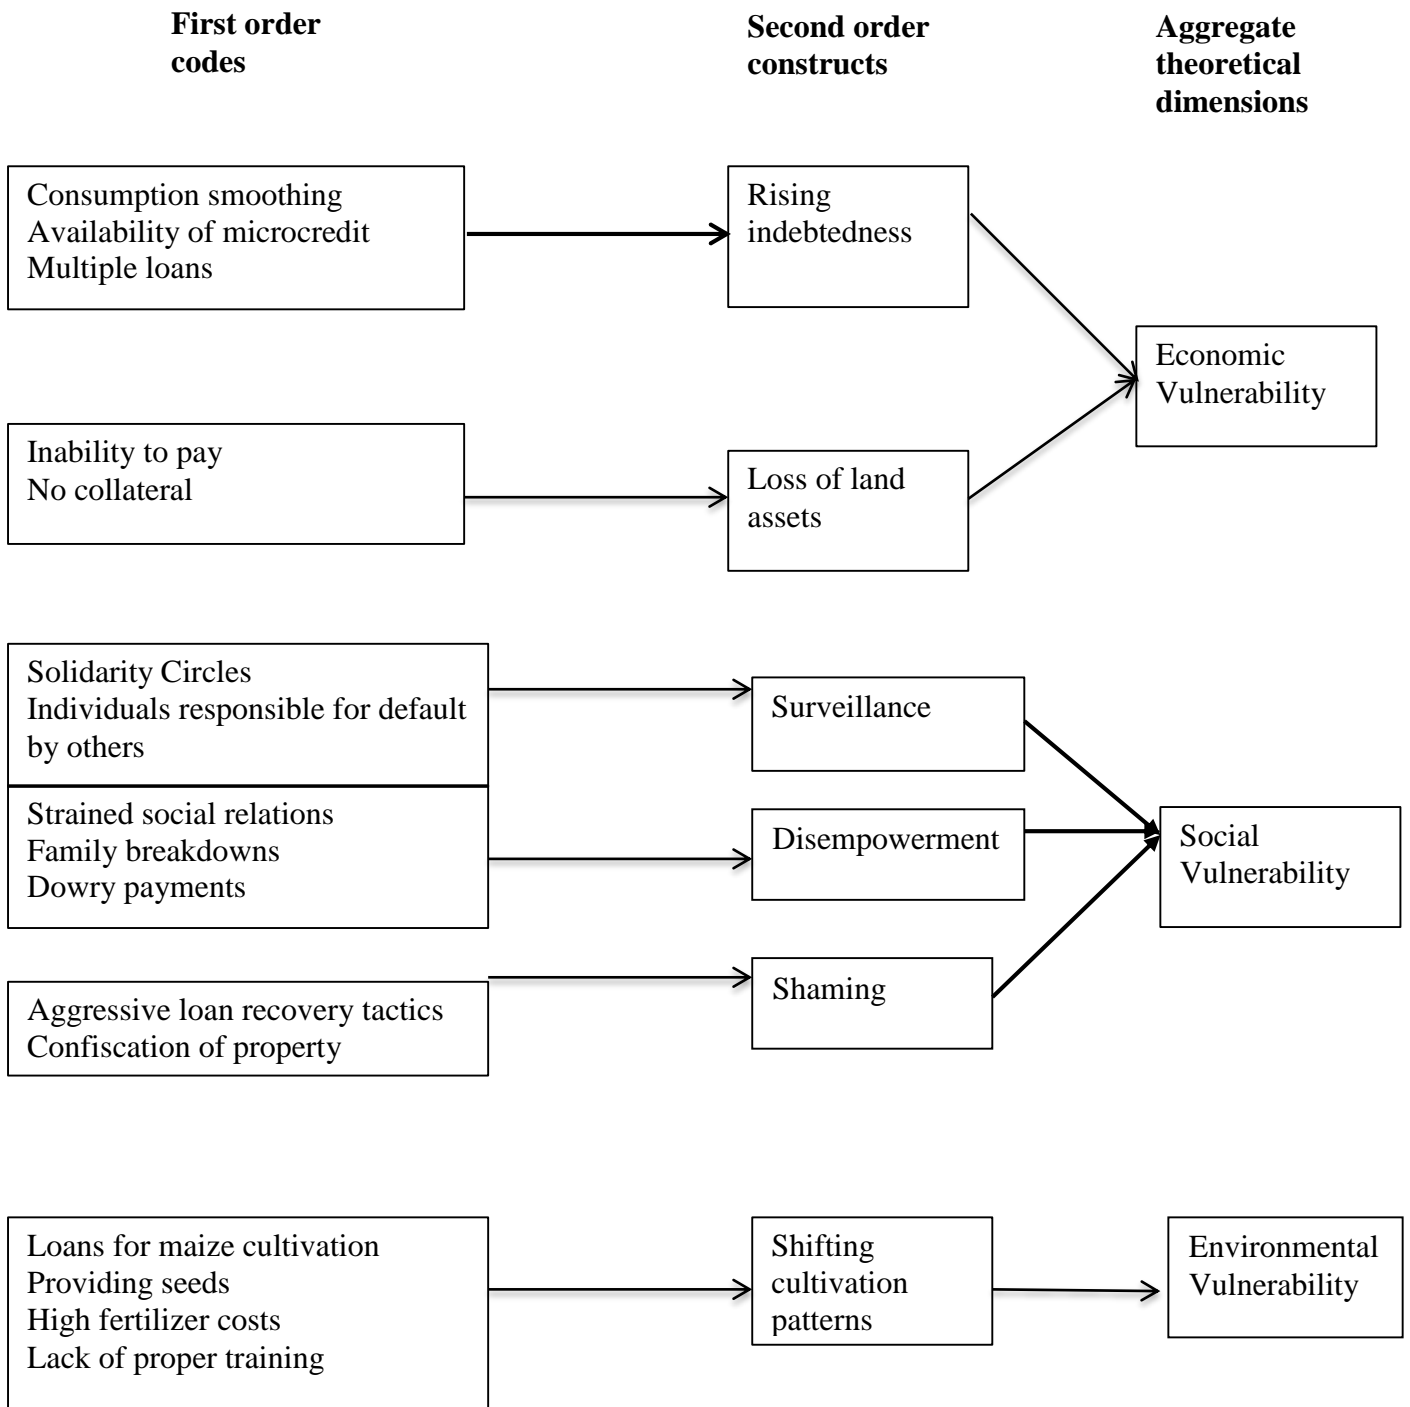 First order
codes
Second order
constructs
Aggregate
theoretical
dimensions
Consumption smoothing
Availability of microcredit
Multiple loans
Rising
indebtedness
Economic
Vulnerability
Inability to pay
No collateral
Loss of land
assets
Solidarity Circles
Individuals responsible for default
by others
Surveillance
Strained social relations
Family breakdowns
Dowry payments
Disempowerment
Social
Vulnerability
Aggressive loan recovery tactics
Confiscation of property
Shaming
Loans for maize cultivation
Providing seeds
High fertilizer costs
Lack of proper training
Shifting
cultivation
patterns
Environmental
Vulnerability